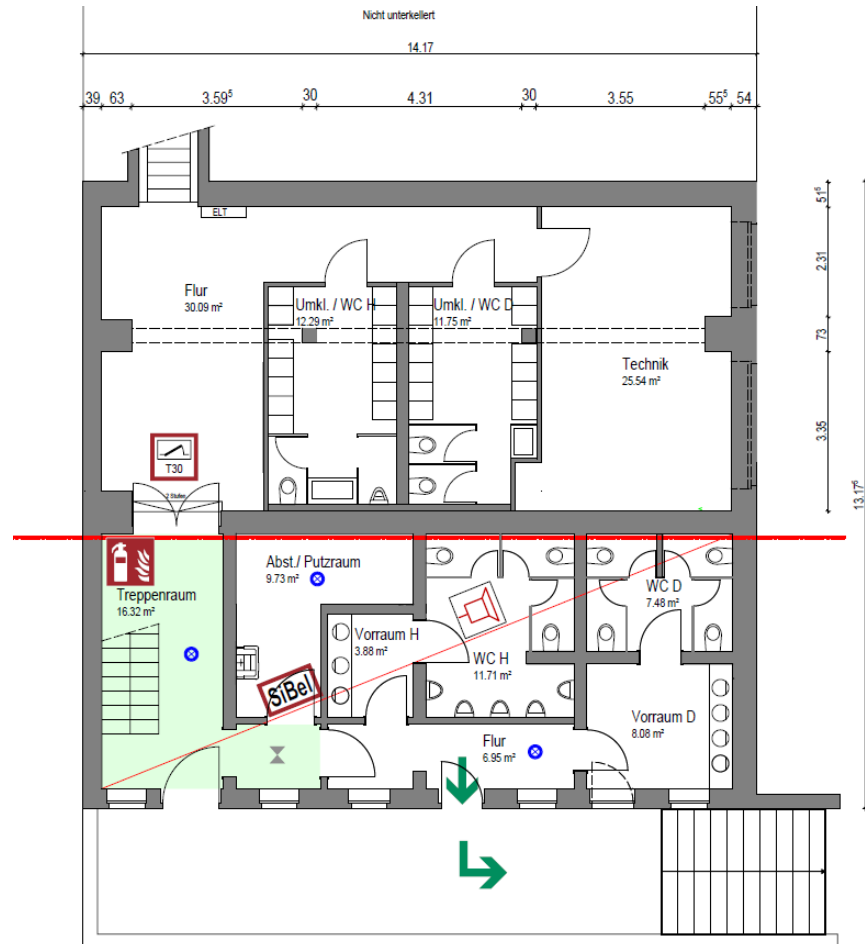 Nicht unterkellert
14.17
39 63 3.59⁵ 30 4.31 30 3.55 55⁵ 54
ELT
51⁵
2.31
73
3.35
13.17⁵
Flur
30.09 m²
Umkl. / WC H
12.29 m²
Umkl. / WC D
11.75 m²
Technik
25.54 m²
T30
2 Stufen
Treppenraum
16.32 m²
Abst./ Putzraum
9.73 m²
Vorraum H
3.88 m²
WC H
11.71 m²
WC D
7.48 m²
SiBel
Flur
6.95 m²
Vorraum D
8.08 m²